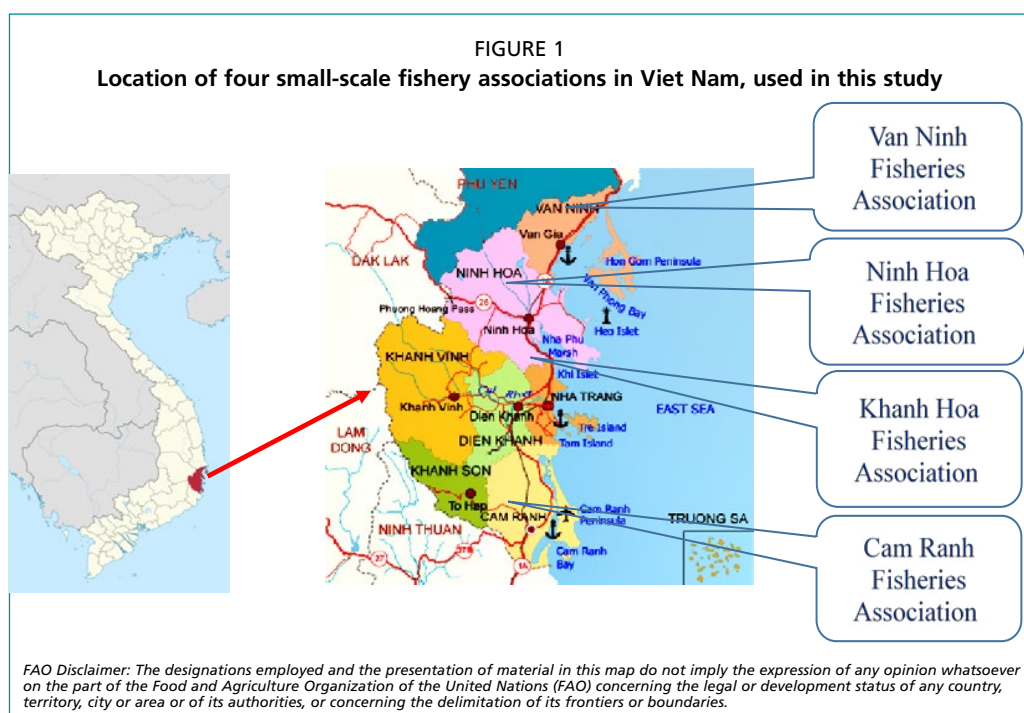 FIGURE 1
Location of four small-scale fishery associations in Viet Nam, used in this study
Van Ninh
Fisheries
Association
Ninh Hoa
Fisheries
Association
Khanh Hoa
Fisheries
Association
Cam Ranh
Fisheries
Association
PHU YEN
VAN NINH
Van Gia
DAK LAK
Hon Gom Peninsula
NINH HOA
Van Phong Bay
Phuong Hoang Pass
26
Heo Islet
Ninh Hoa
Nha Phu
Marsh
KHANH VINH
Khi Islet
Cai River
NHA TRANG
Khanh Vinh
Dien Khanh
EAST SEA
Tre Island
LAM
DONG
DIEN KHANH
Tam Island
KHANH SON
To Hap
CAM RANH
Cam Ranh
Peninsula
TRUONG SA
NINH THUAN
27
27B
Cam Ranh
Bay
1A
FAO Disclaimer: The designations employed and the presentation of material in this map do not imply the expression of any opinion whatsoever
on the part of the Food and Agriculture Organization of the United Nations (FAO) concerning the legal or development status of any country,
territory, city or area or of its authorities, or concerning the delimitation of its frontiers or boundaries.